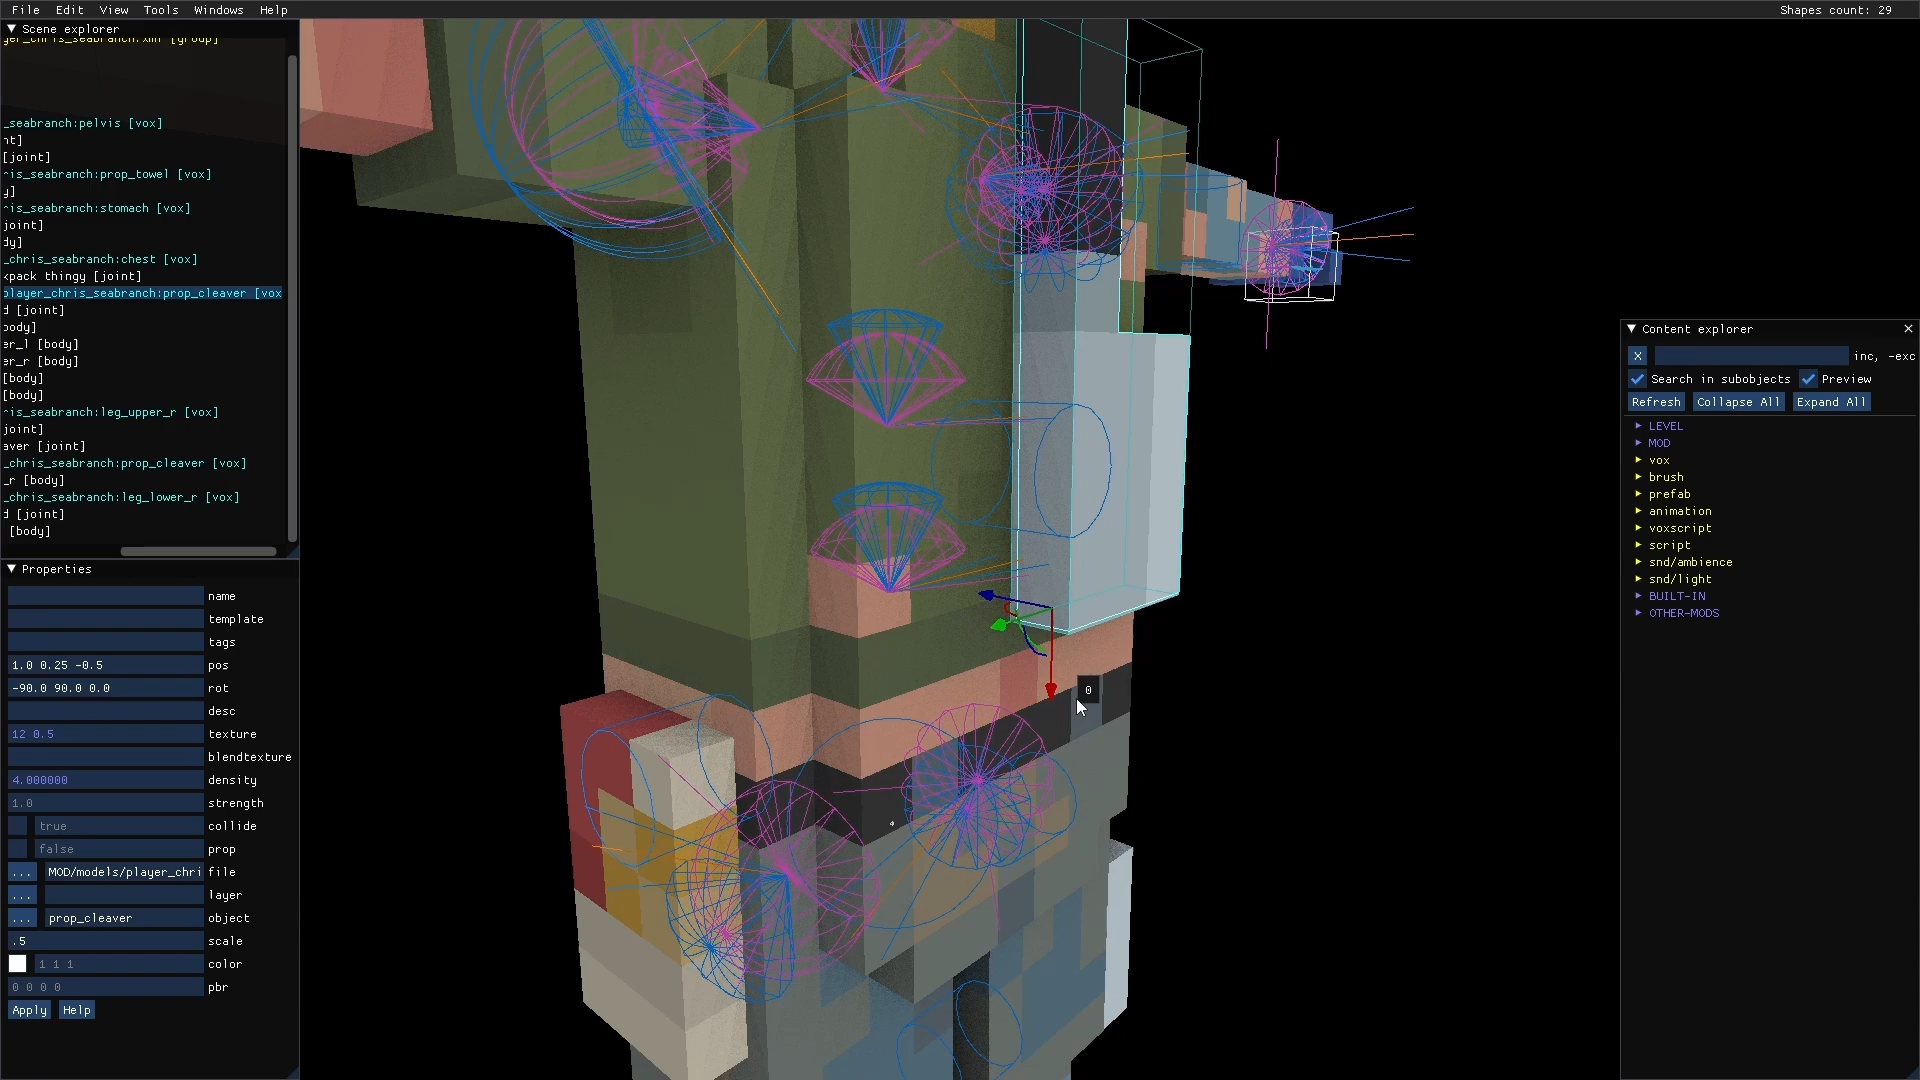 File Edit View Tools Windows Help
Shapes count: 29
Scene explorer
yer_chris_seabranch.xml [group]
_seabranch:pelvis [vox]
nt]
[joint]
ris_seabranch:prop_towel [vox]
y]
ris_seabranch:stomach [vox]
joint]
dy]
_chris_seabranch:chest [vox]
kpack thingy [joint]
player_chris_seabranch:prop_cleaver [vox
d [joint]
body]
er_l [body]
er_r [body]
[body]
[body]
ris_seabranch:leg_upper_r [vox]
joint]
aver [joint]
_chris_seabranch:prop_cleaver [vox]
_r [body]
_chris_seabranch:leg_lower_r [vox]
d [joint]
[body]
Properties
name
template
tags
1.0 0.25 -0.5 pos
-90.0 90.0 0.0 rot
desc
12 0.5 texture
blendtexture
4.000000 density
1.0 strength
true collide
false prop
... MOD/models/player_chri file
... layer
... prop_cleaver object
.5 scale
1 1 1 color
0 0 0 0 pbr
Apply Help
0
Content explorer
X inc, -exc
Search in subobjects Preview
Refresh Collapse All Expand All
LEVEL
MOD
vox
brush
prefab
animation
voxscript
script
snd/ambience
snd/light
BUILT-IN
OTHER-MODS